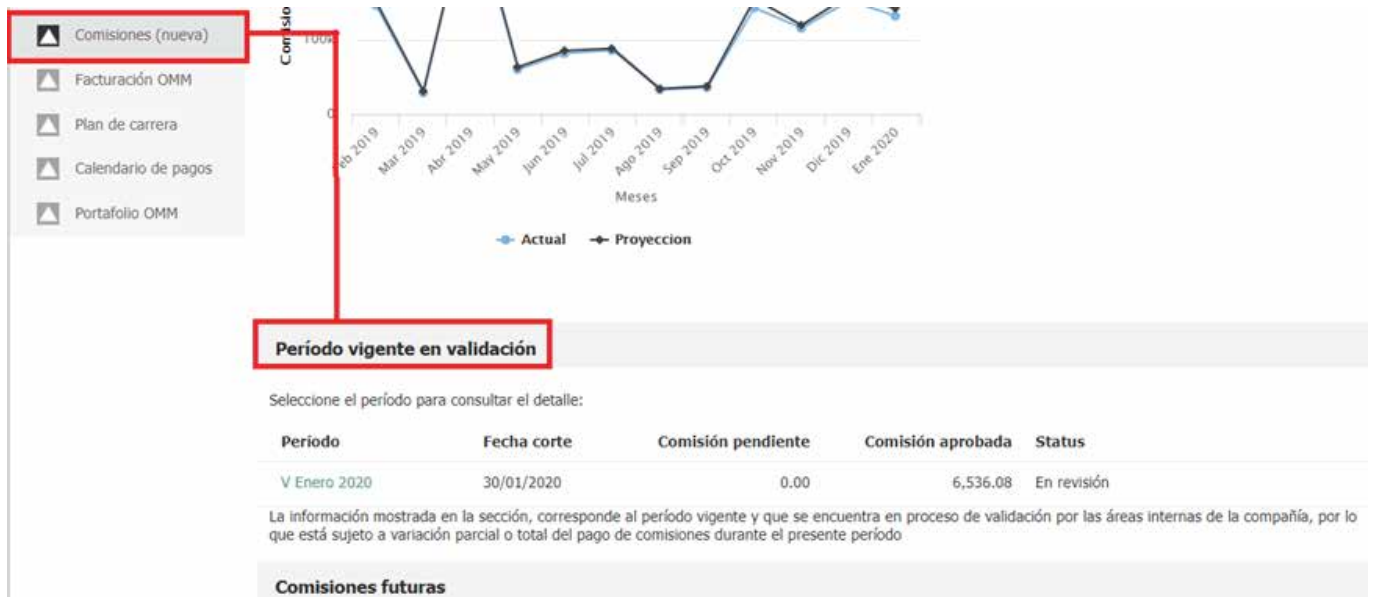 Comisiones (nueva)
Facturación OMM
Plan de carrera
Calendario de pagos
Portafolio OMM
Comisio
100k
0
Feb 2019
Mar 2019
Abr 2019
May 2019
Jun 2019
Jul 2019
Ago 2019
Sep 2019
Oct 2019
Nov 2019
Dic 2019
Ene 2020
Meses
Actual Proyeccion
Período vigente en validación
Seleccione el período para consultar el detalle:
Período Fecha corte Comisión pendiente Comisión aprobada Status
V Enero 2020 30/01/2020 0.00 6,536.08 En revisión
La información mostrada en la sección, corresponde al período vigente y que se encuentra en proceso de validación por las áreas internas de la compañía, por lo
que está sujeto a variación parcial o total del pago de comisiones durante el presente período
Comisiones futuras